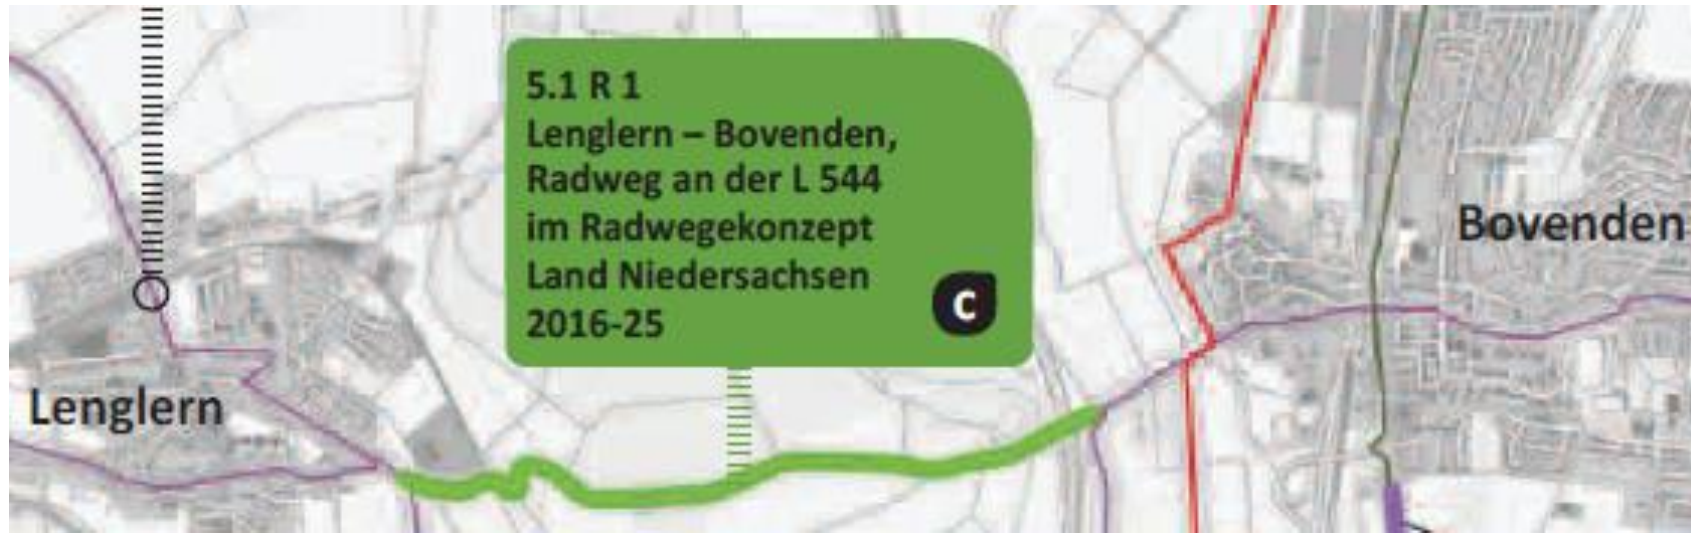 5.1 R 1
Lenglern – Bovenden,
Radweg an der L 544
im Radwegekonzept
Land Niedersachsen
2016-25
C
Bovenden
Lenglern